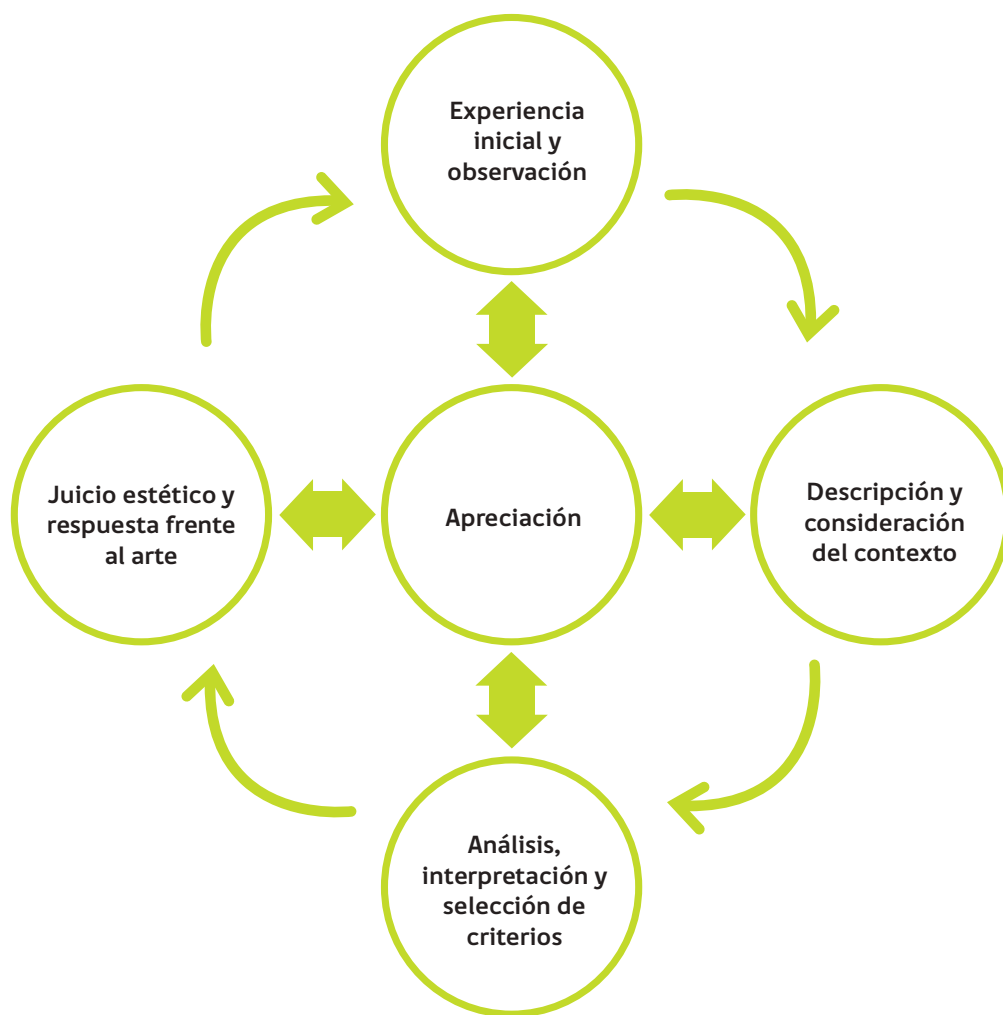 Experiencia
inicial y
observación
Juicio estético y
respuesta frente
al arte
Apreciación
Descripción y
consideración
del contexto
Análisis,
interpretación y
selección de
criterios